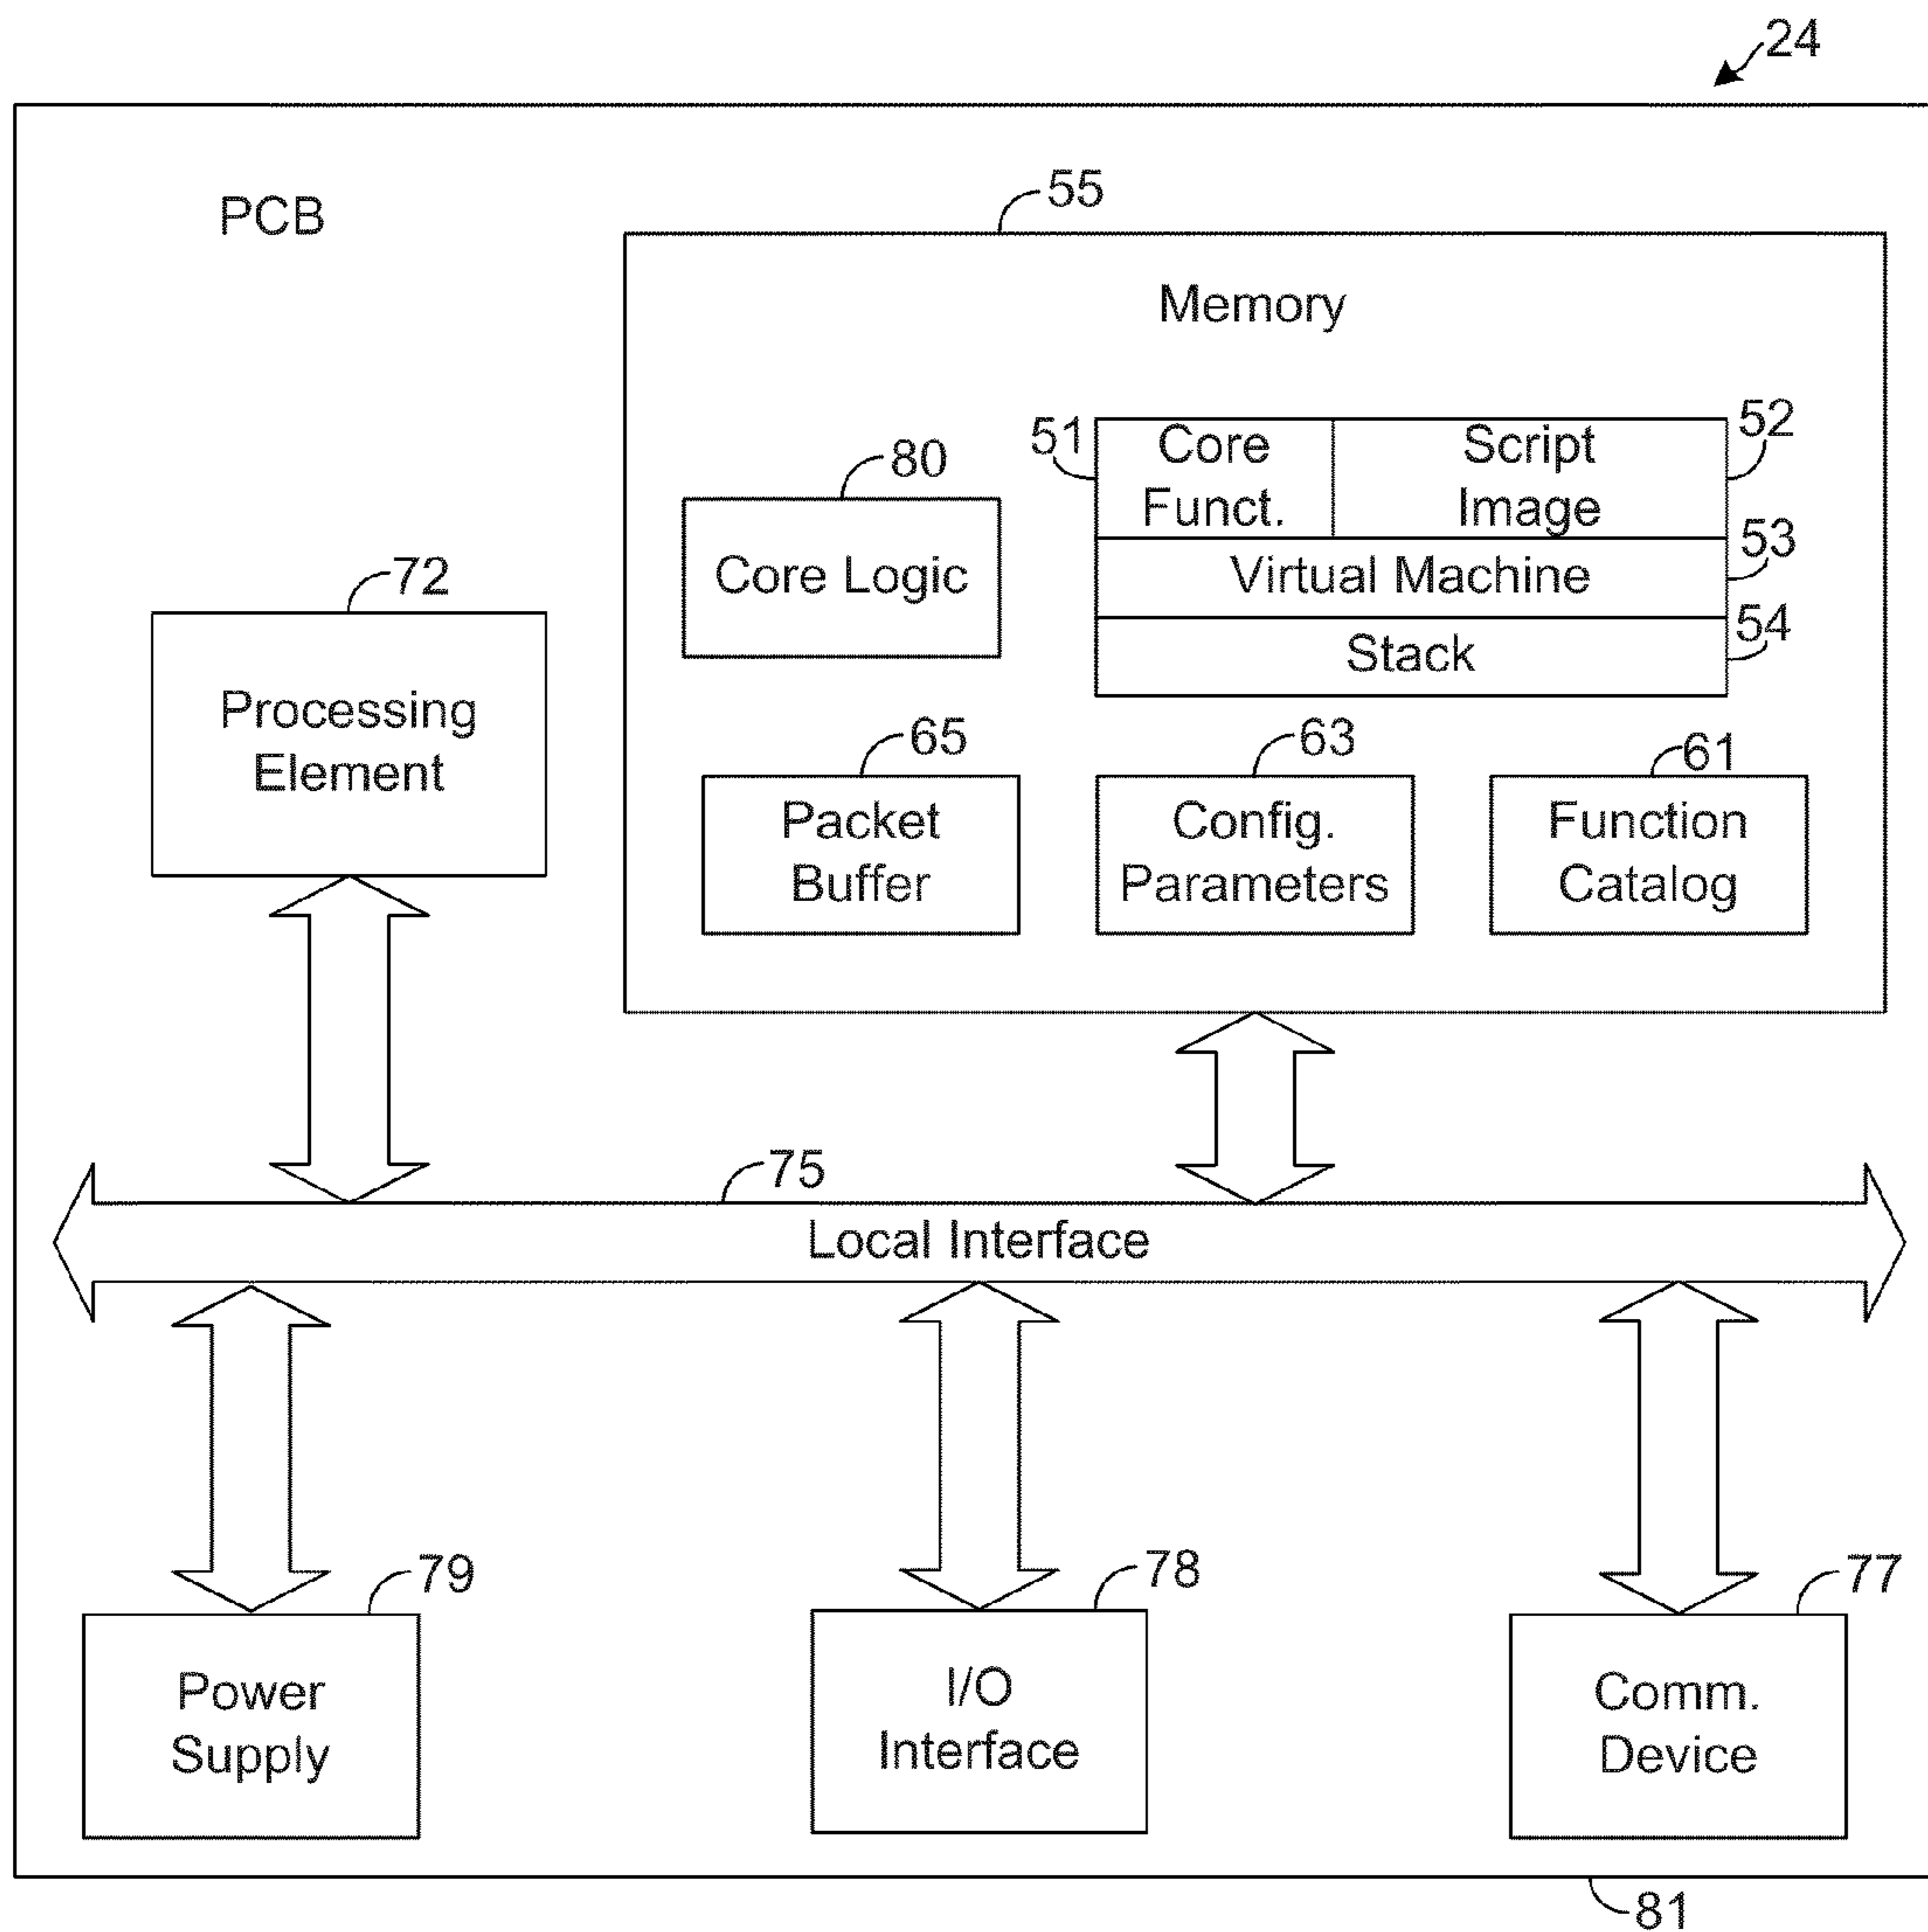 24
PCB
55
Memory
51
Core
Funct.
Script
Image
52
80
Core Logic
Virtual Machine
53
Stack
54
72
Processing
Element
65
Packet
Buffer
63
Config.
Parameters
61
Function
Catalog
75
Local Interface
79
Power
Supply
78
I/O
Interface
77
Comm.
Device
81